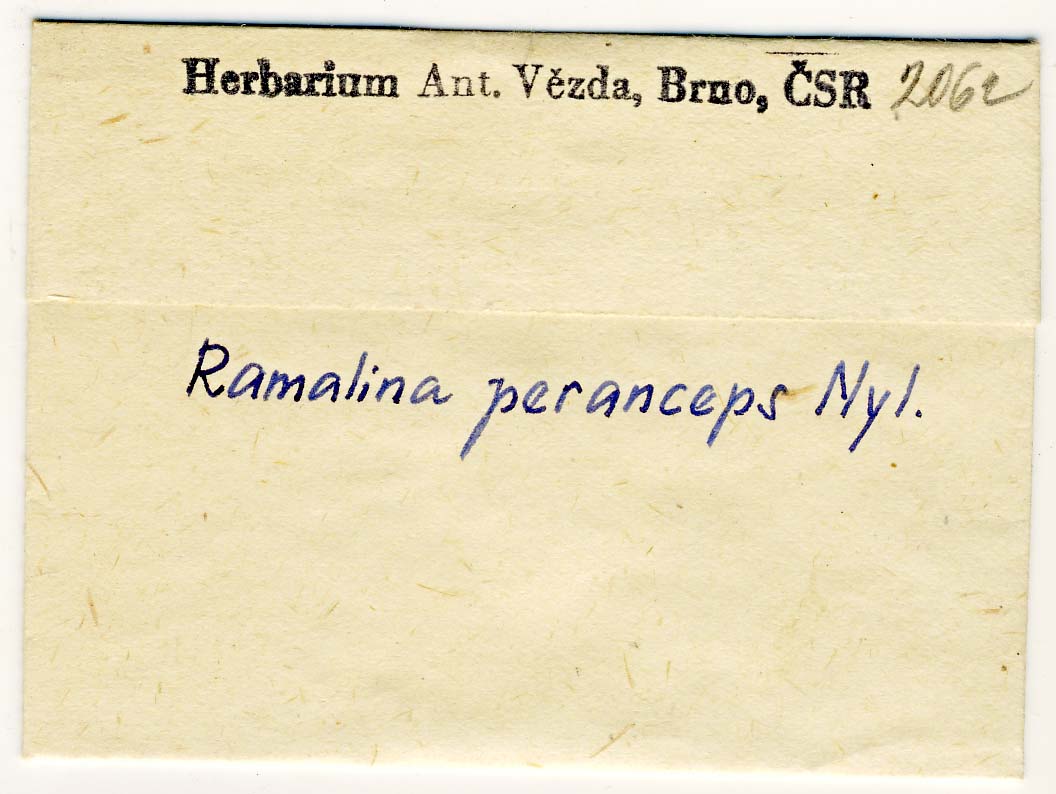 Herbarium Ant. Vězda, Brno, ČSR 2062
Ramalina peranceps Nyl.